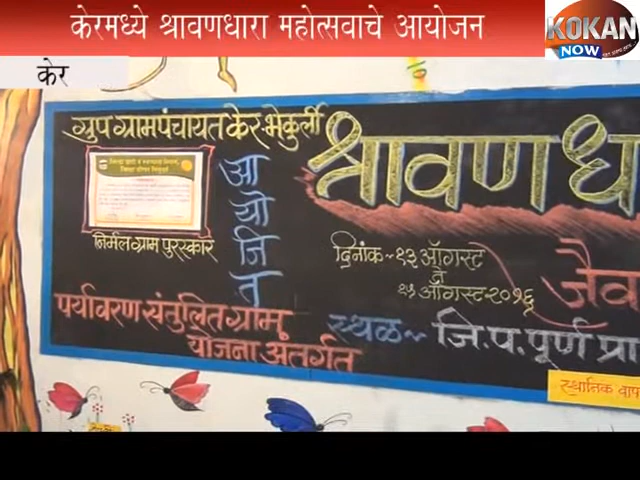 केरमध्ये श्रावणधारा महोत्सवाचे आयोजन
KOKAN
NOW
केर
ग्रुप ग्रामपंचायत केर-भेकुर्ली
श्रावणध
आयोजित
निर्मल ग्राम पुरस्कार
दिनांक ~ १३ ऑगस्ट
ते
ऑगस्ट २०१६
जैव
पर्यावरण संतुलित ग्राम
योजना अंतर्गत
स्थळ ~ जि.प.पूर्ण प्रा
स्थानिक वाप